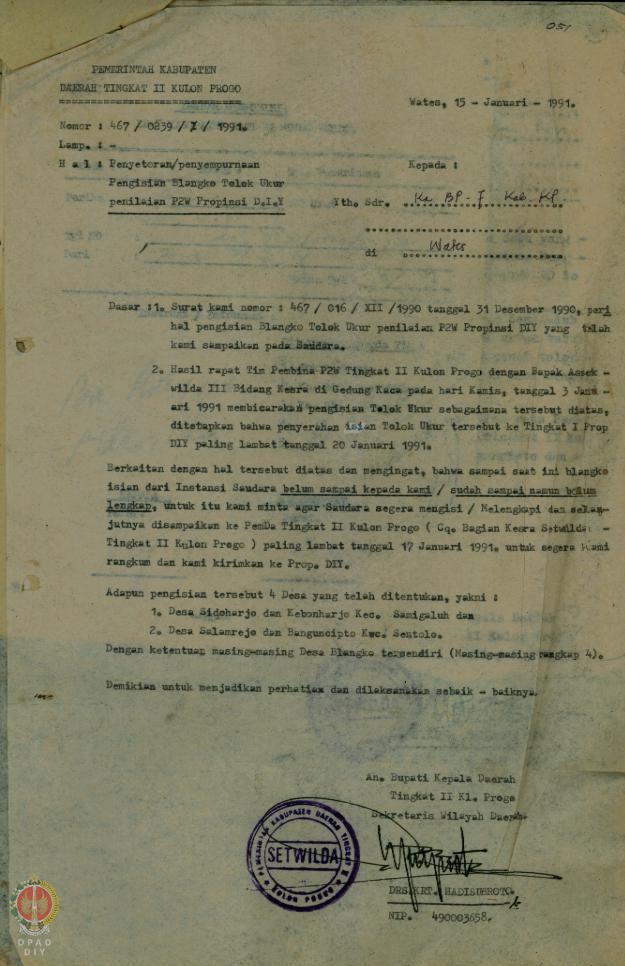 051
PEMERINTAH KABUPATEN
DAERAH TINGKAT II KULON PROGO
Wates, 15 - Januari - 1991.
Nomor : 467 / 0239 / I / 1991.
Lamp. : -
H a l : Penyetoran/penyempurnaan
Pengisian Blangko Tolok Ukur
penilaian P2W Propinsi D.I.Y
Kepada :
Yth. Sdr. Ka BP-7 Kab. KP.
di Wates
Dasar :1. Surat kami nomor : 467 / 016 / XII /1990 tanggal 31 Desember 1990, peri
hal pengisian Blangko Tolok Ukur penilaian P2W Propinsi DIY yang telah
kami sampaikan pada Saudara.
2. Hasil rapat Tim Pembina P2W Tingkat II Kulon Progo dengan Bapak Assek -
wilda III Bidang Kesra di Gedung Kaca pada hari Kamis, tanggal 3 Janu -
ari 1991 membicarakan pengisian Tolok Ukur sebagaimana tersebut diatas,
ditetapkan bahwa penyerahan isian Tolok Ukur tersebut ke Tingkat I Prop
DIY paling lambat tanggal 20 Januari 1991.
Berkaitan dengan hal tersebut diatas dan mengingat, bahwa sampai saat ini blangko
isian dari Instansi Saudara belum sampai kepada kami / sudah sampai namun belum
lengkap, untuk itu kami minta agar Saudara segera mengisi / Melengkapi dan selan-
jutnya disampaikan ke PemDa Tingkat II Kulon Progo ( Cq. Bagian Kesra Setwilda -
Tingkat II Kulon Progo ) paling lambat tanggal 17 Januari 1991. untuk segera kami
rangkum dan kami kirimkan ke Prop. DIY.
Adapun pengisian tersebut 4 Desa yang telah ditentukan, yakni :
1. Desa Sidoharjo dan Kebonharjo Kec. Samigaluh dan
2. Desa Salamrejo dan Banguncipto Kec. Sentolo.
Dengan ketentuan masing-masing Desa Blangko tersendiri (Masing-masing rangkap 4).
Demikian untuk menjadikan perhatian dan dilaksanakan sebaik - baiknya.
An. Bupati Kepala Daerah
Tingkat II Kl. Progo
Sekretaris Wilayah Daerah
PEMERINTAH KABUPATEN DAERAH TINGKAT II
SETWILDA
KULON PROGO
DRS.KRT. HADISUBROTO.
NIP. 490003658.
DPAD
DIY